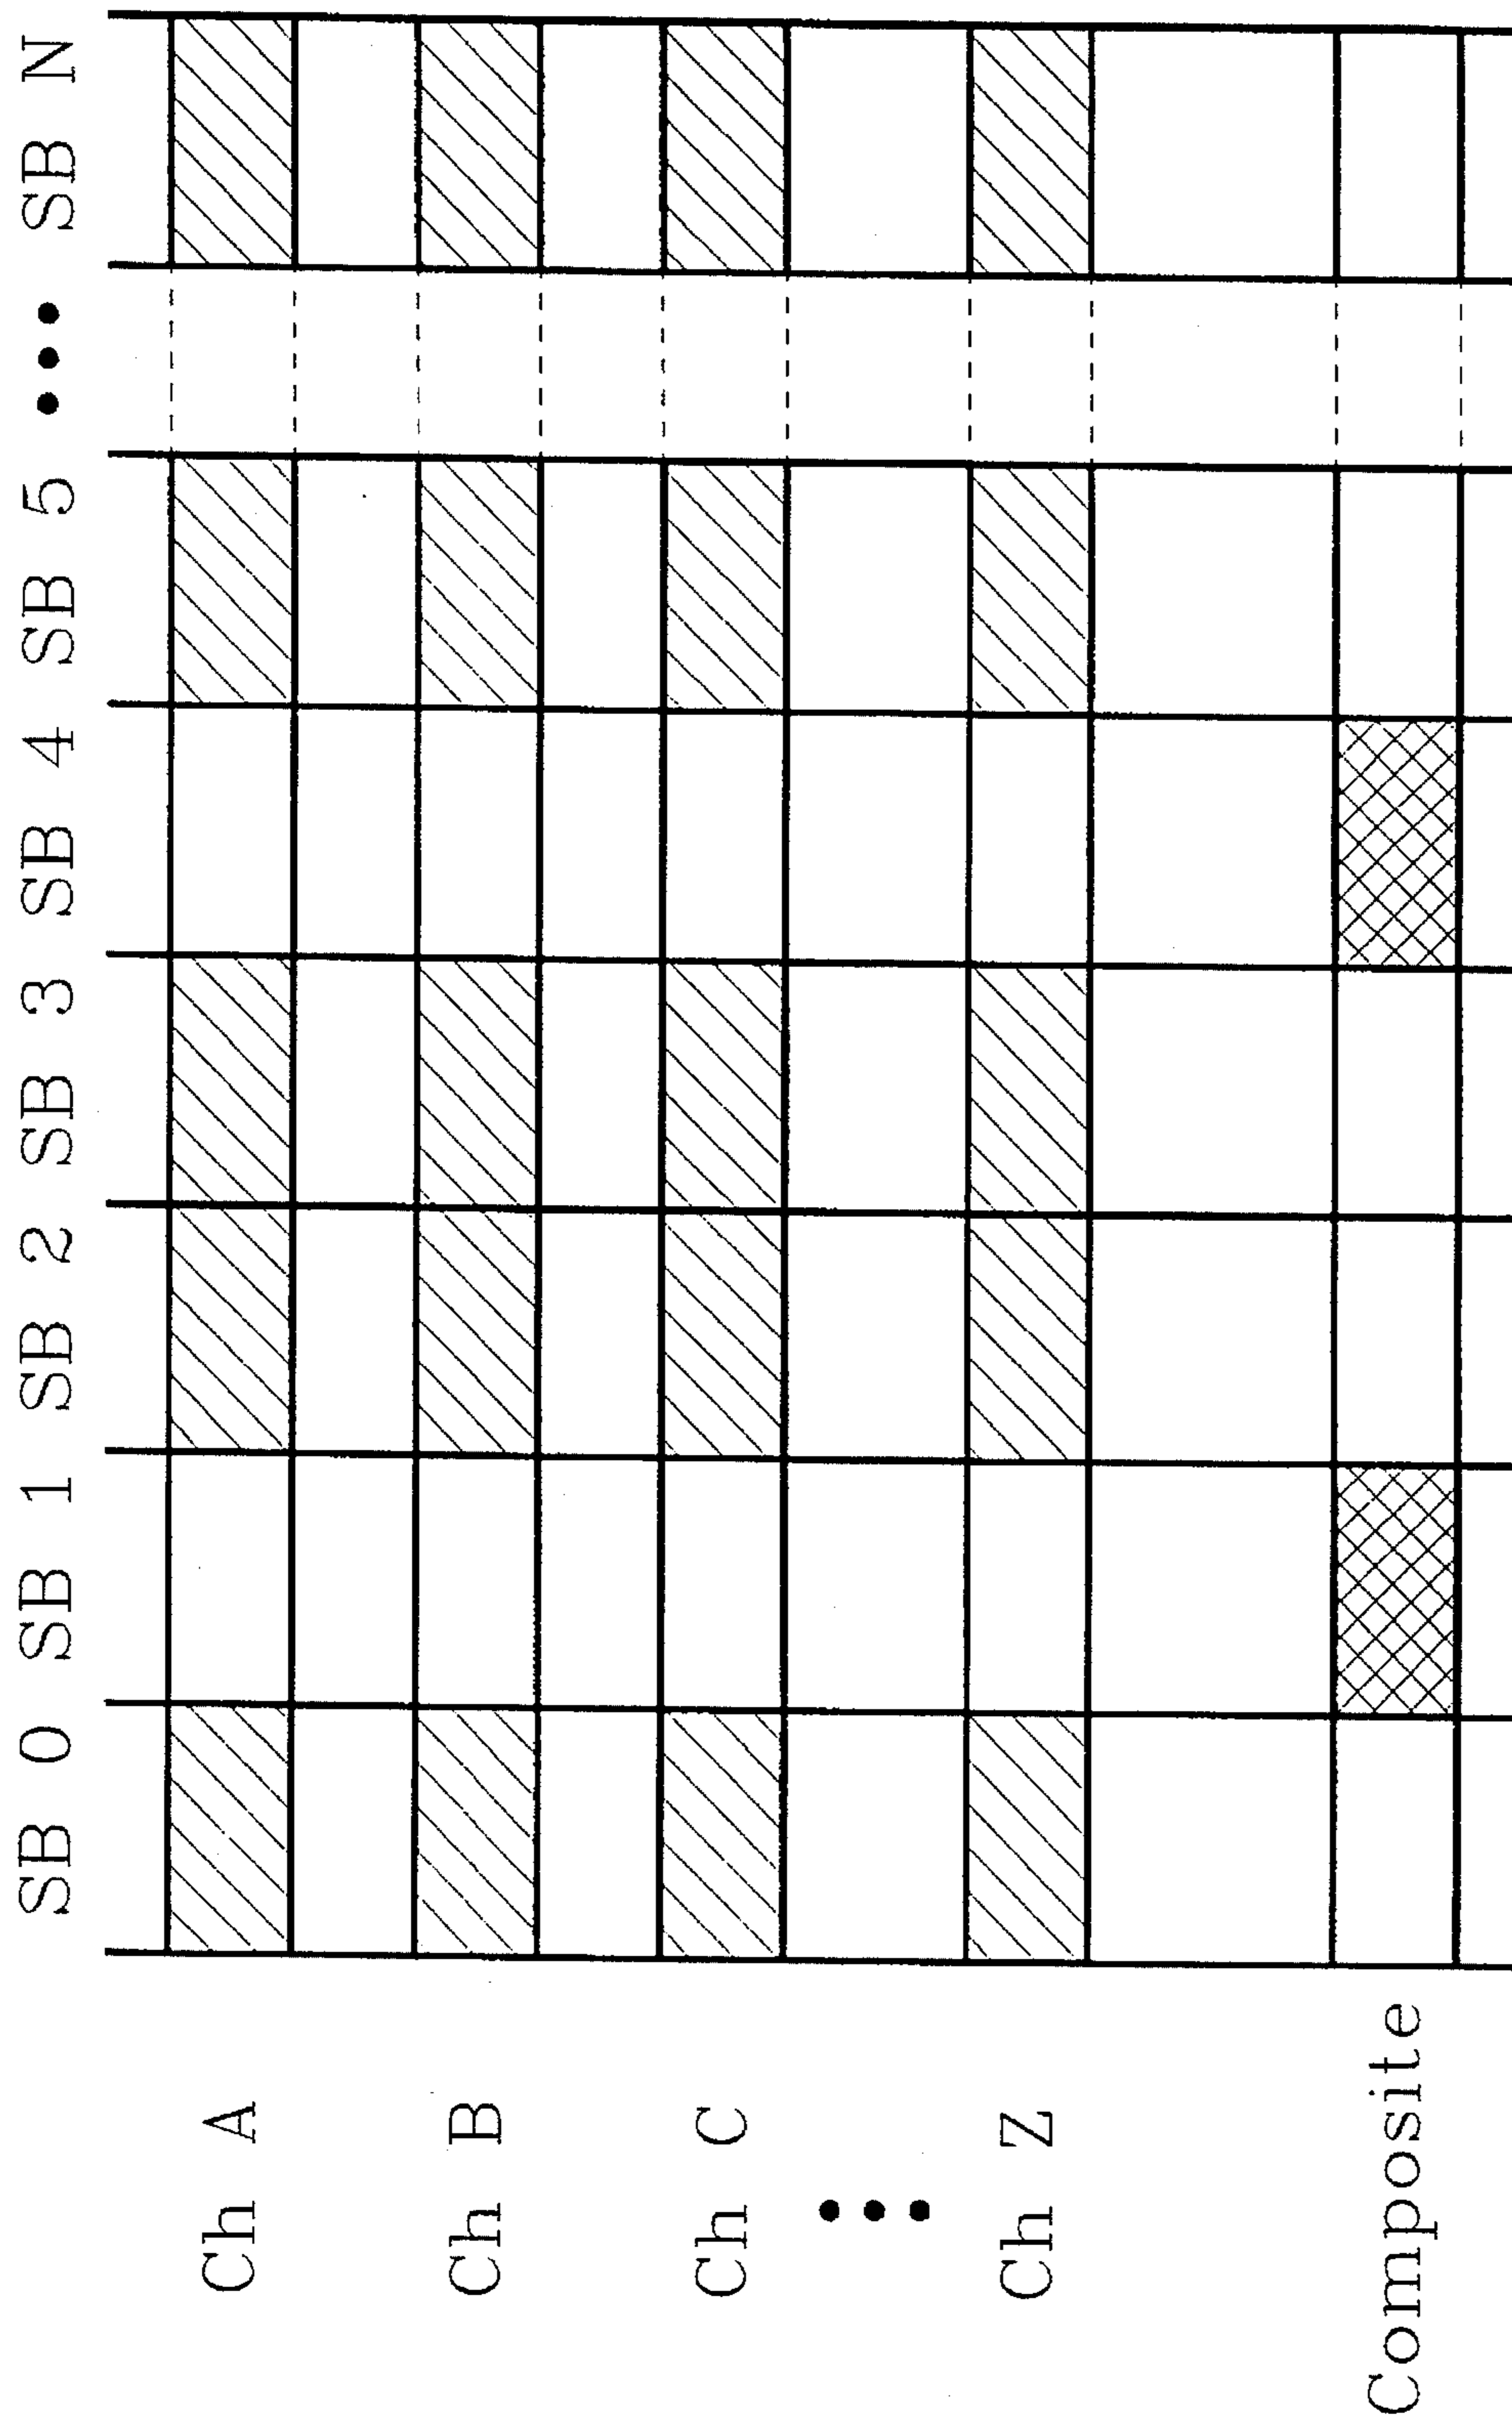 SB 0 SB 1 SB 2 SB 3 SB 4 SB 5 ••• SB N
Ch A
Ch B
Ch C
•••
Ch Z
Composite